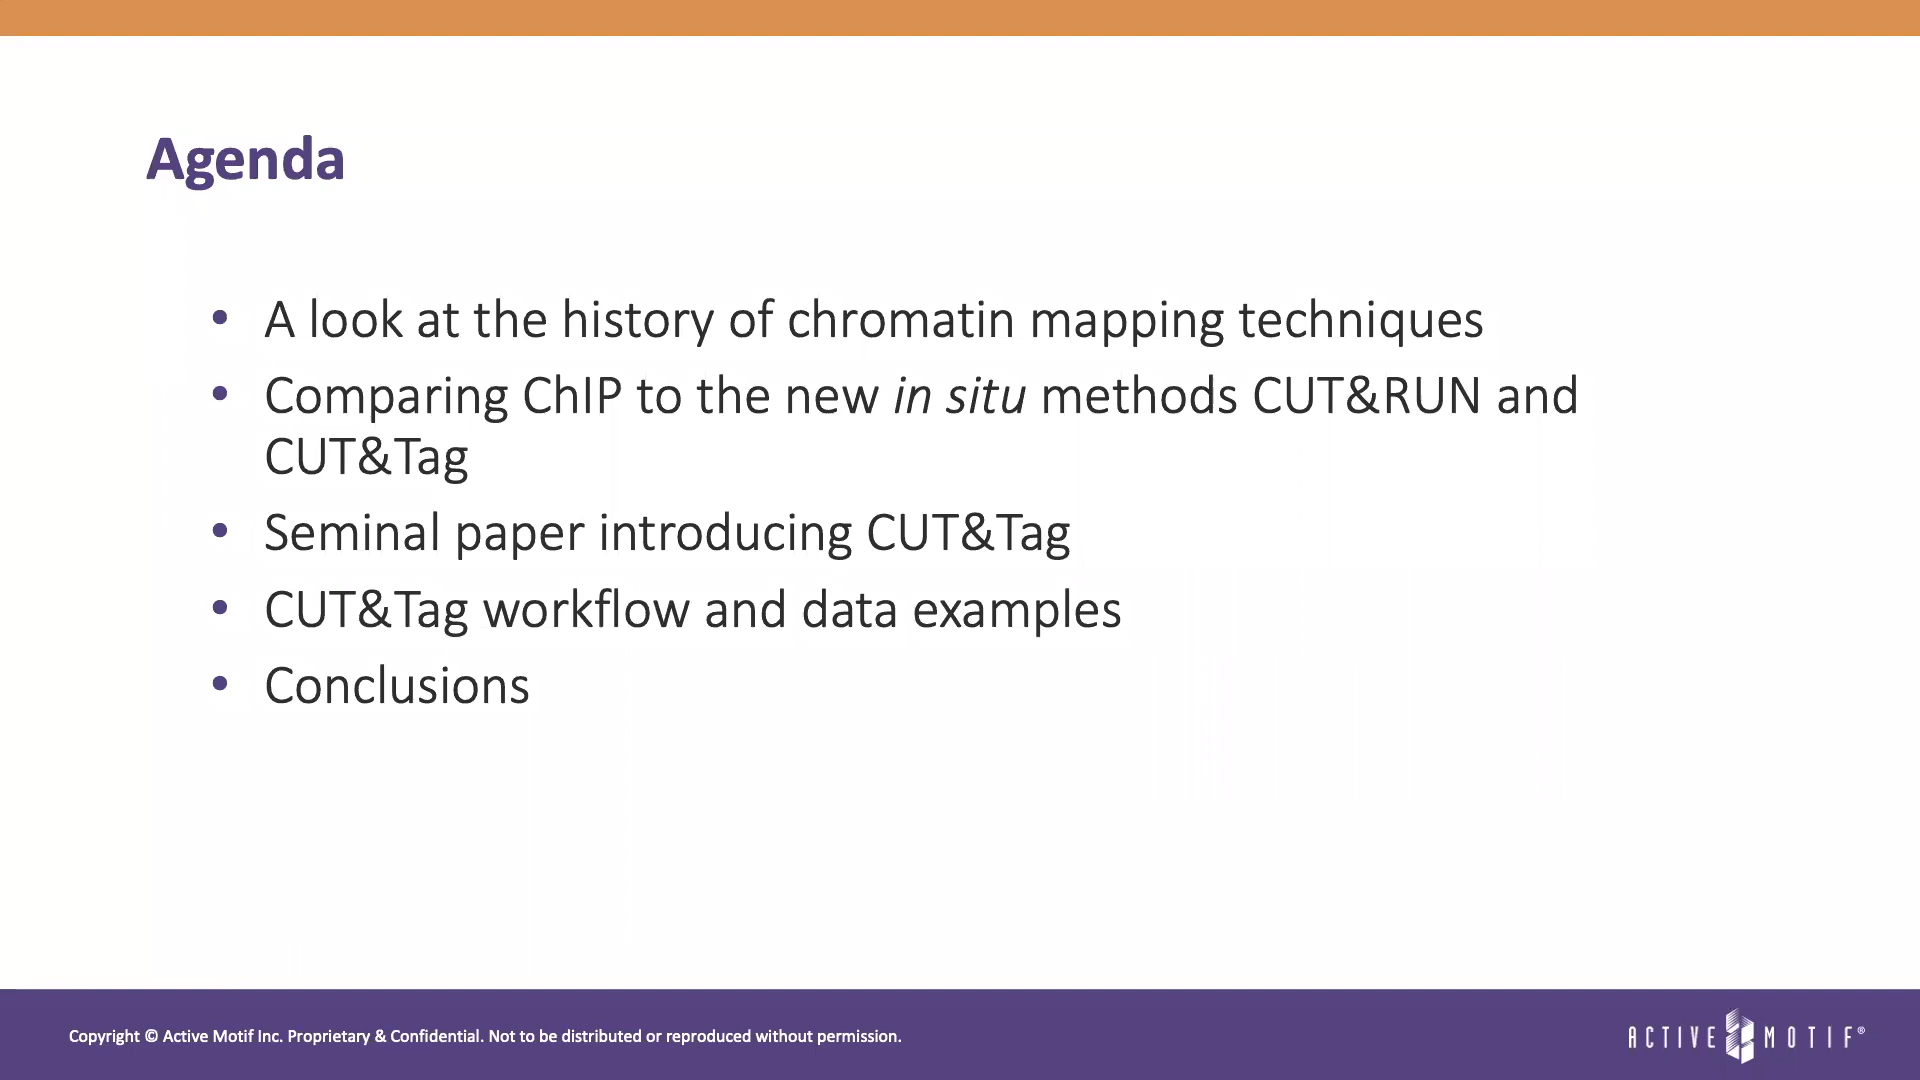 Agenda
• A look at the history of chromatin mapping techniques
• Comparing ChIP to the new in situ methods CUT&RUN and
CUT&Tag
• Seminal paper introducing CUT&Tag
• CUT&Tag workflow and data examples
• Conclusions
Copyright © Active Motif Inc. Proprietary & Confidential. Not to be distributed or reproduced without permission.
ACTIVE MOTIF®